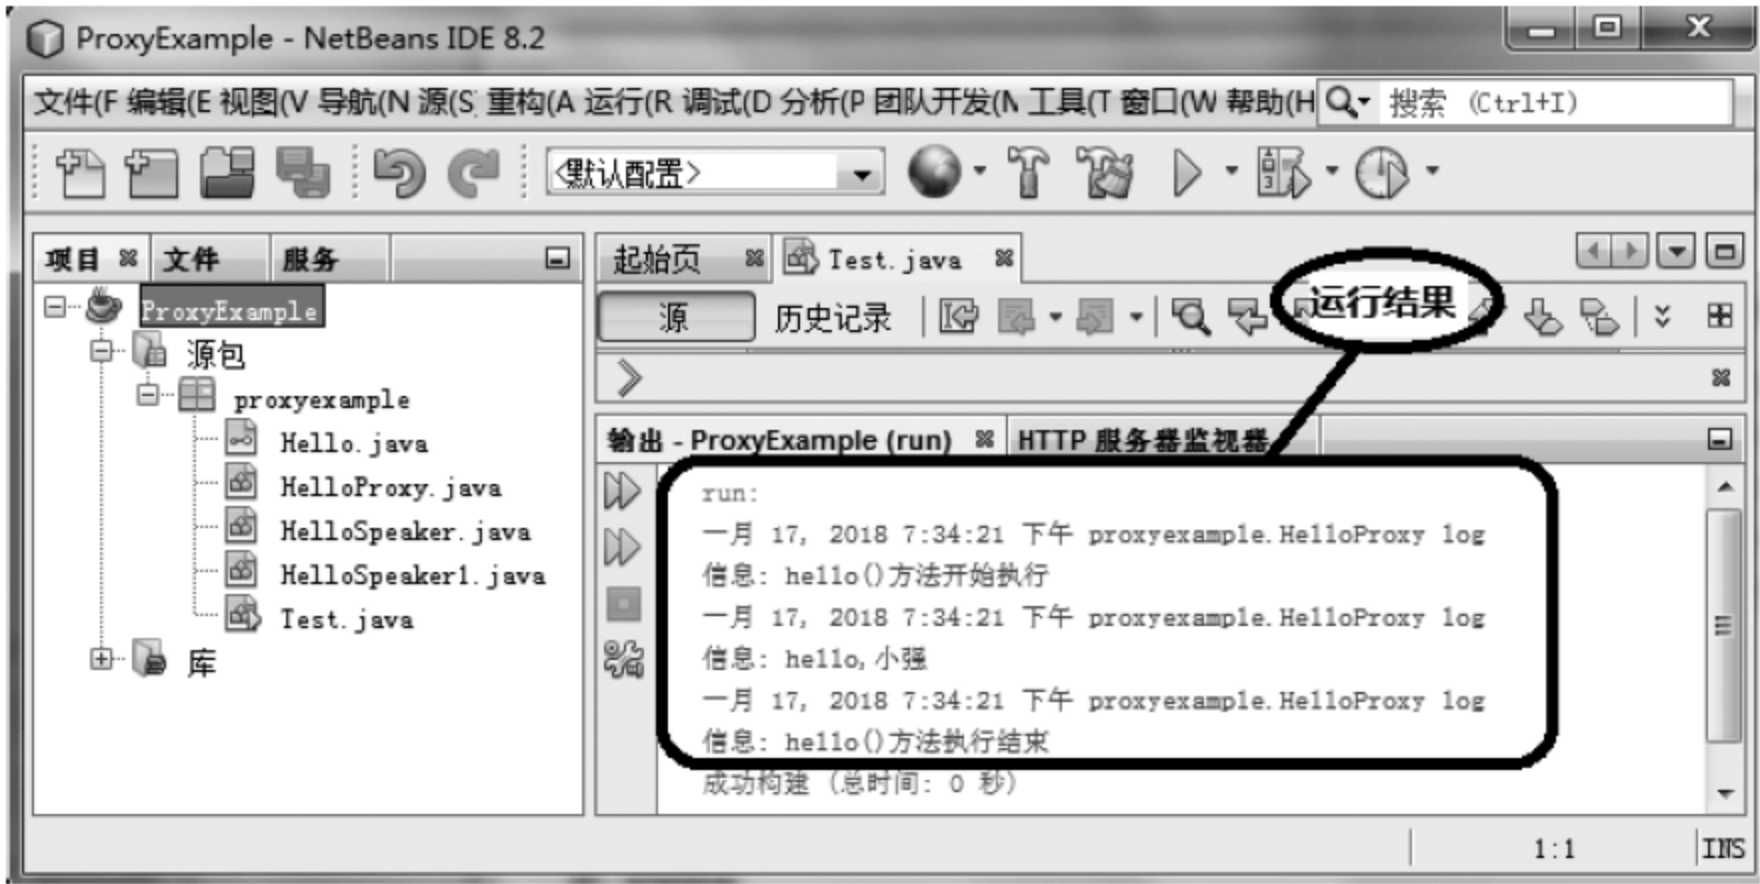 ProxyExample - NetBeans IDE 8.2
文件(F 编辑(E 视图(V 导航(N 源(S 重构(A 运行(R 调试(D 分析(P 团队开发(N 工具(T 窗口(W 帮助(H 搜索 (Ctrl+I)
<默认配置>
项目 文件 服务
起始页 Test.java
源 历史记录
运行结果
ProxyExample
源包
proxyexample
Hello.java
HelloProxy.java
HelloSpeaker.java
HelloSpeaker1.java
Test.java
库
输出 - ProxyExample (run) HTTP 服务器监视器
run:
一月 17, 2018 7:34:21 下午 proxyexample.HelloProxy log
信息: hello()方法开始执行
一月 17, 2018 7:34:21 下午 proxyexample.HelloProxy log
信息: hello,小强
一月 17, 2018 7:34:21 下午 proxyexample.HelloProxy log
信息: hello()方法执行结束
成功构建 (总时间: 0 秒)
1:1 INS